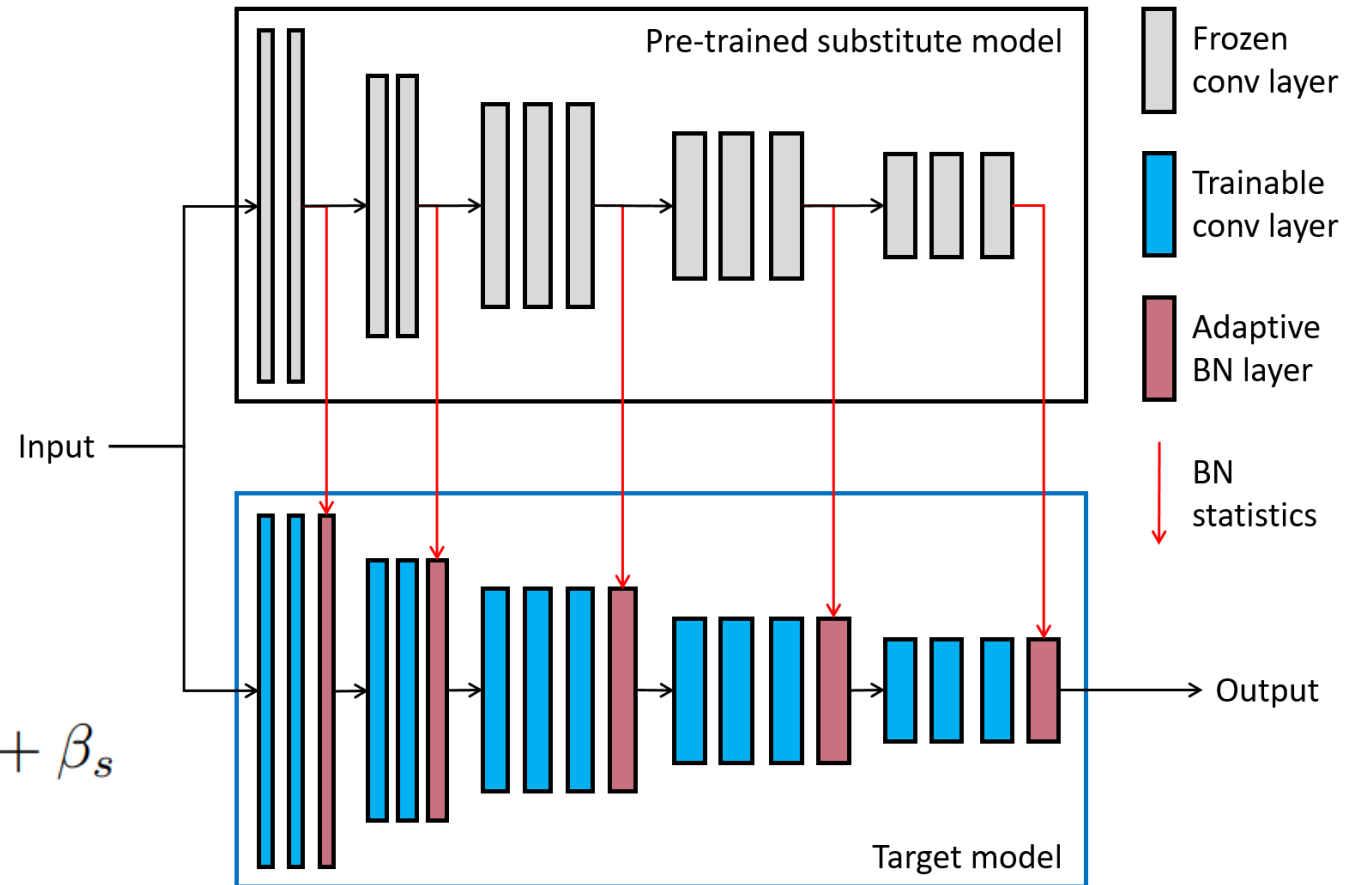 Pre-trained substitute model
Frozen
conv layer
Trainable
conv layer
Adaptive
BN layer
BN
statistics
Input
Output
+ βₛ
Target model